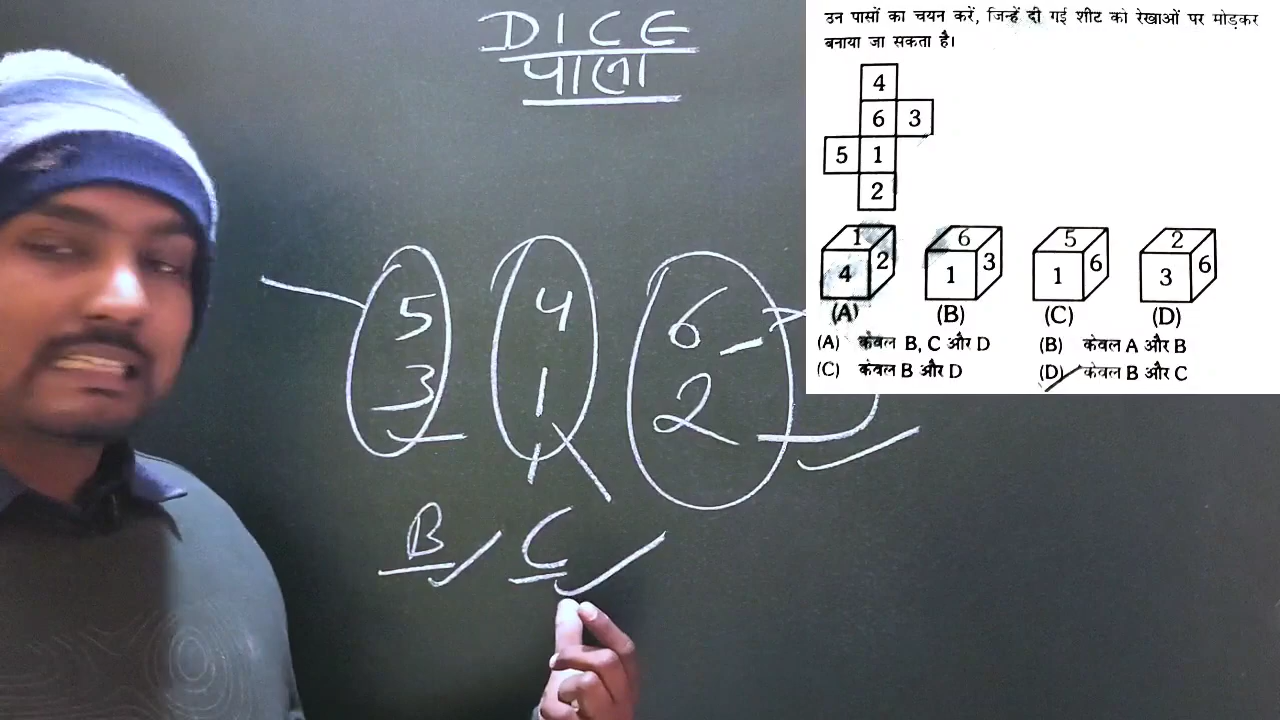 DICE
पासा
उन पासों का चयन करें, जिन्हें दी गई शीट को रेखाओं पर मोड़कर
बनाया जा सकता है।
4
6 3
5 1
2
1 4 2
6 1 3
5 1 6
2 3 6
(A) (B) (C) (D)
(A) केवल B, C और D (B) केवल A और B
(C) केवल B और D (D) केवल B और C
5 4 6
3 1 2
B C